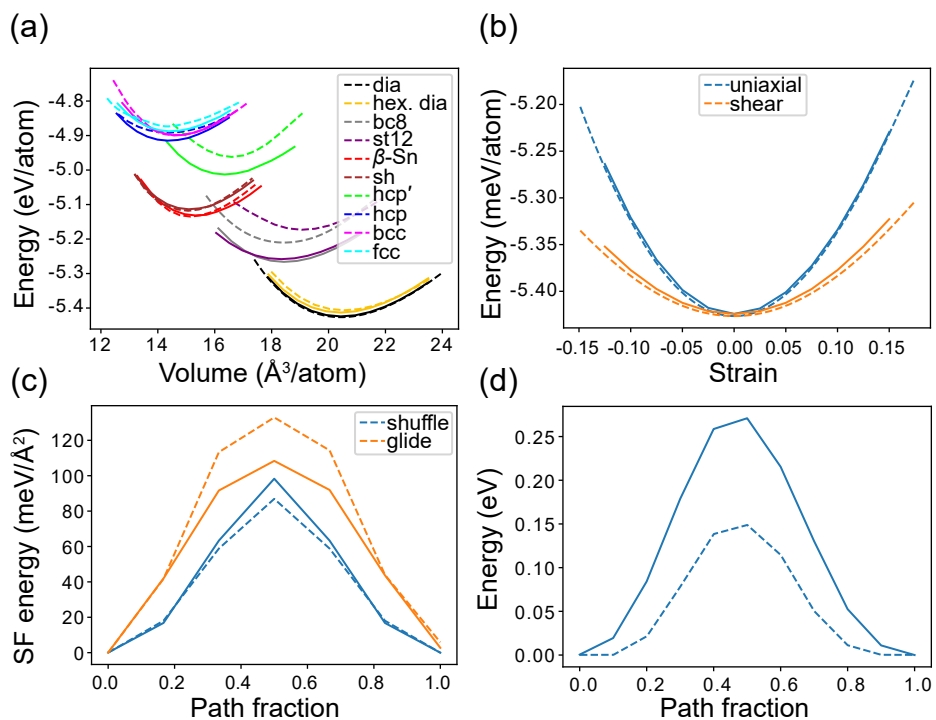 (a)
Energy (eV/atom)
-4.8
-4.9
-5.0
-5.1
-5.2
-5.3
-5.4
12 14 16 18 20 22 24
Volume (Å³/atom)
dia
hex. dia
bc8
st12
β-Sn
sh
hcp′
hcp
bcc
fcc
(b)
Energy (meV/atom)
-5.20
-5.25
-5.30
-5.35
-5.40
-0.15 -0.10 -0.05 0.00 0.05 0.10 0.15
Strain
uniaxial
shear
(c)
SF energy (meV/Å²)
120
100
80
60
40
20
0
0.0 0.2 0.4 0.6 0.8 1.0
Path fraction
shuffle
glide
(d)
Energy (eV)
0.25
0.20
0.15
0.10
0.05
0.00
0.0 0.2 0.4 0.6 0.8 1.0
Path fraction